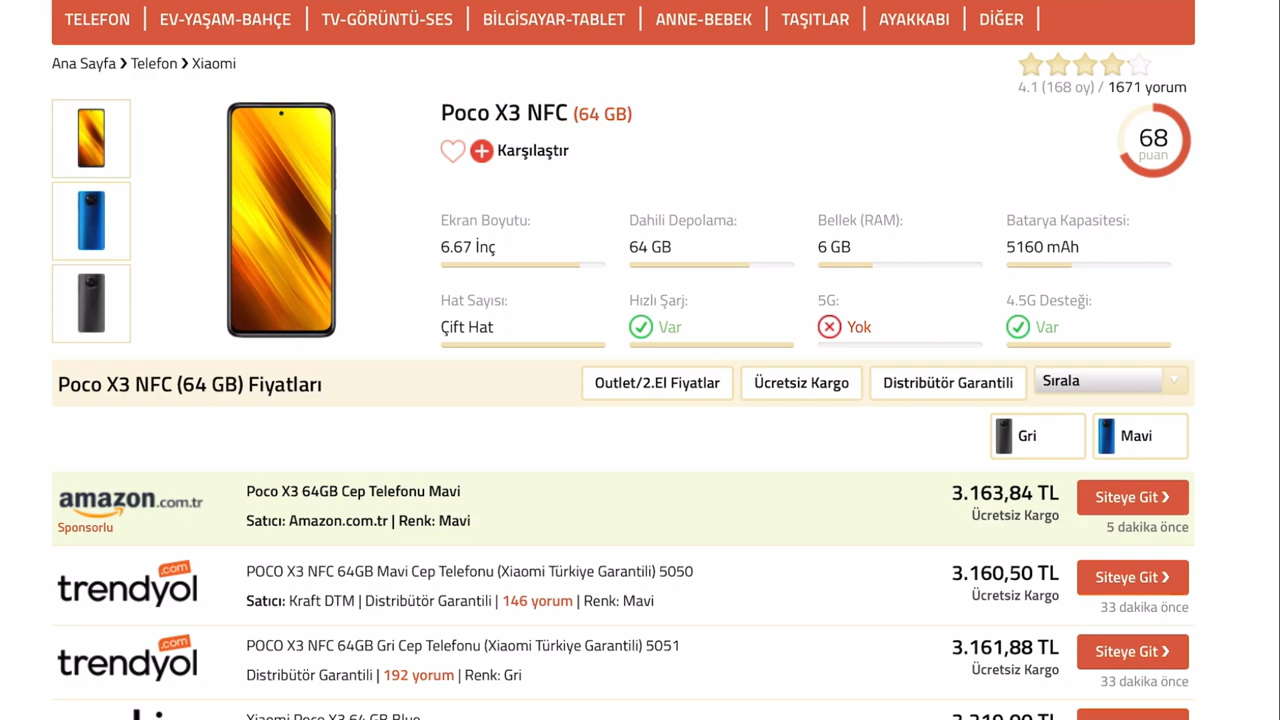 TELEFON | EV-YAŞAM-BAHÇE | TV-GÖRÜNTÜ-SES | BİLGİSAYAR-TABLET | ANNE-BEBEK | TAŞITLAR | AYAKKABI | DİĞER |
Ana Sayfa ❯ Telefon ❯ Xiaomi
4.1 (168 oy) / 1671 yorum
Poco X3 NFC (64 GB)
68
puan
Karşılaştır
Ekran Boyutu: Dahili Depolama: Bellek (RAM): Batarya Kapasitesi:
6.67 İnç 64 GB 6 GB 5160 mAh
Hat Sayısı: Hızlı Şarj: 5G: 4.5G Desteği:
Çift Hat Var Yok Var
Poco X3 NFC (64 GB) Fiyatları Outlet/2.El Fiyatlar Ücretsiz Kargo Distribütör Garantili Sırala
Gri Mavi
amazon.com.tr
Sponsorlu
Poco X3 64GB Cep Telefonu Mavi
Satıcı: Amazon.com.tr | Renk: Mavi
3.163,84 TL
Ücretsiz Kargo
Siteye Git ❯
5 dakika önce
trendyol.com
POCO X3 NFC 64GB Mavi Cep Telefonu (Xiaomi Türkiye Garantili) 5050
Satıcı: Kraft DTM | Distribütör Garantili | 146 yorum | Renk: Mavi
3.160,50 TL
Ücretsiz Kargo
Siteye Git ❯
33 dakika önce
trendyol.com
POCO X3 NFC 64GB Gri Cep Telefonu (Xiaomi Türkiye Garantili) 5051
Distribütör Garantili | 192 yorum | Renk: Gri
3.161,88 TL
Ücretsiz Kargo
Siteye Git ❯
33 dakika önce
Xiaomi Poco X3 64 GB Blue